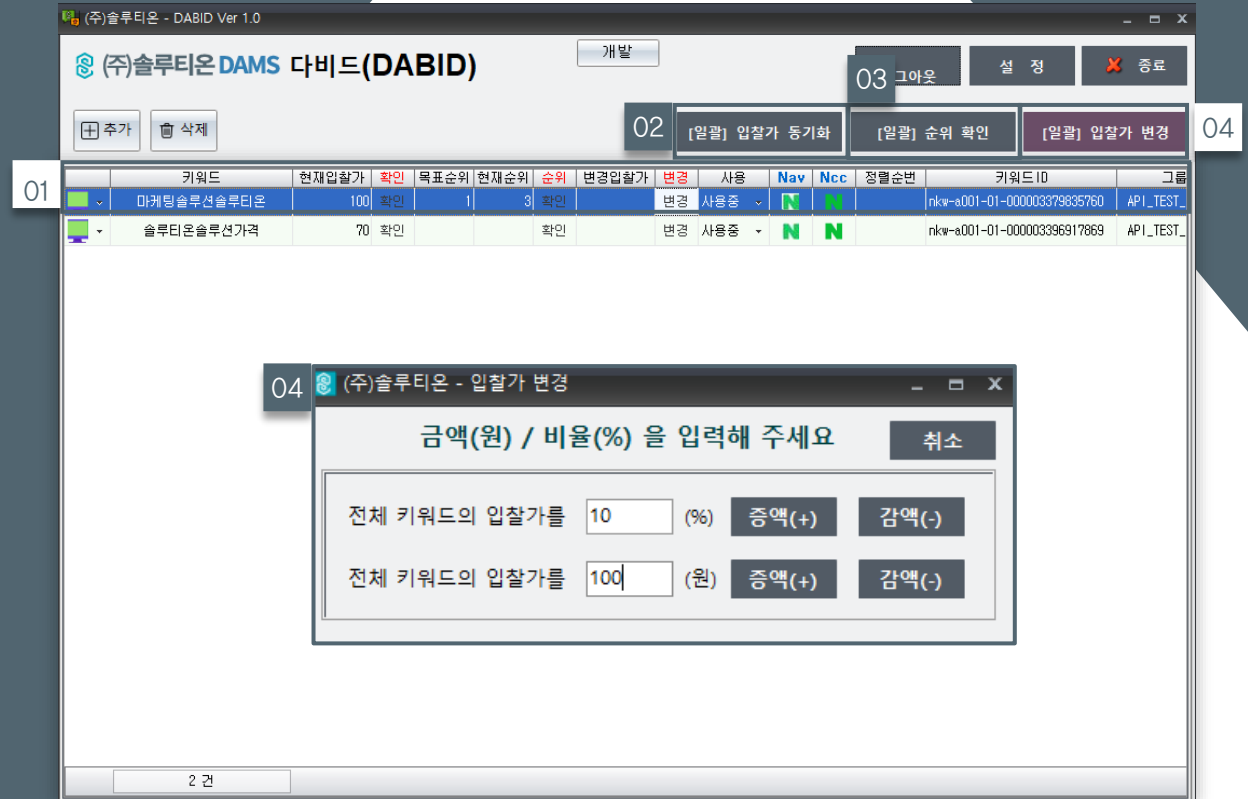 (주)솔루티온 - DABID Ver 1.0
(주)솔루티온 DAMS 다비드(DABID)
개발
03
그아웃
설 정
종료
추가
삭제
02
[일괄] 입찰가 동기화
[일괄] 순위 확인
[일괄] 입찰가 변경
04
01
키워드 현재입찰가 확인 목표순위 현재순위 순위 변경입찰가 변경 사용 Nav Ncc 정렬순번 키워드ID 그룹
마케팅솔루션솔루티온 100 확인 1 3 확인 변경 사용중 N N nkw-a001-01-000003379835760 API_TEST_
솔루티온솔루션가격 70 확인 확인 변경 사용중 N N nkw-a001-01-000003396917869 API_TEST_
04
(주)솔루티온 - 입찰가 변경
금액(원) / 비율(%) 을 입력해 주세요
취소
전체 키워드의 입찰가를 10 (%) 증액(+) 감액(-)
전체 키워드의 입찰가를 100 (원) 증액(+) 감액(-)
2 건